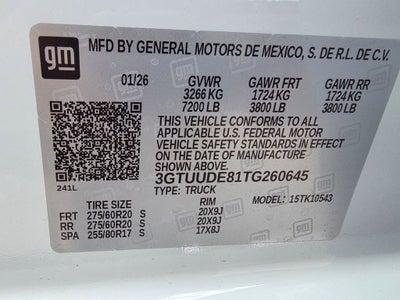 gm
MFD BY GENERAL MOTORS DE MEXICO, S. DE R.L. DE C.V.
01/26 GVWR GAWR FRT GAWR RR
3266 KG 1724 KG 1724 KG
7200 LB 3800 LB 3800 LB
THIS VEHICLE CONFORMS TO ALL
APPLICABLE U.S. FEDERAL MOTOR
VEHICLE SAFETY STANDARDS IN EFFECT
ON THE DATE OF MANUFACTURE SHOWN ABOVE.
3GTUUDE81TG260645
241L TYPE: TRUCK
TIRE SIZE RIM MODEL: 15TK10543
FRT 275/60R20 S 20X9J
RR 275/60R20 S 20X9J
SPA 255/80R17 S 17X8J